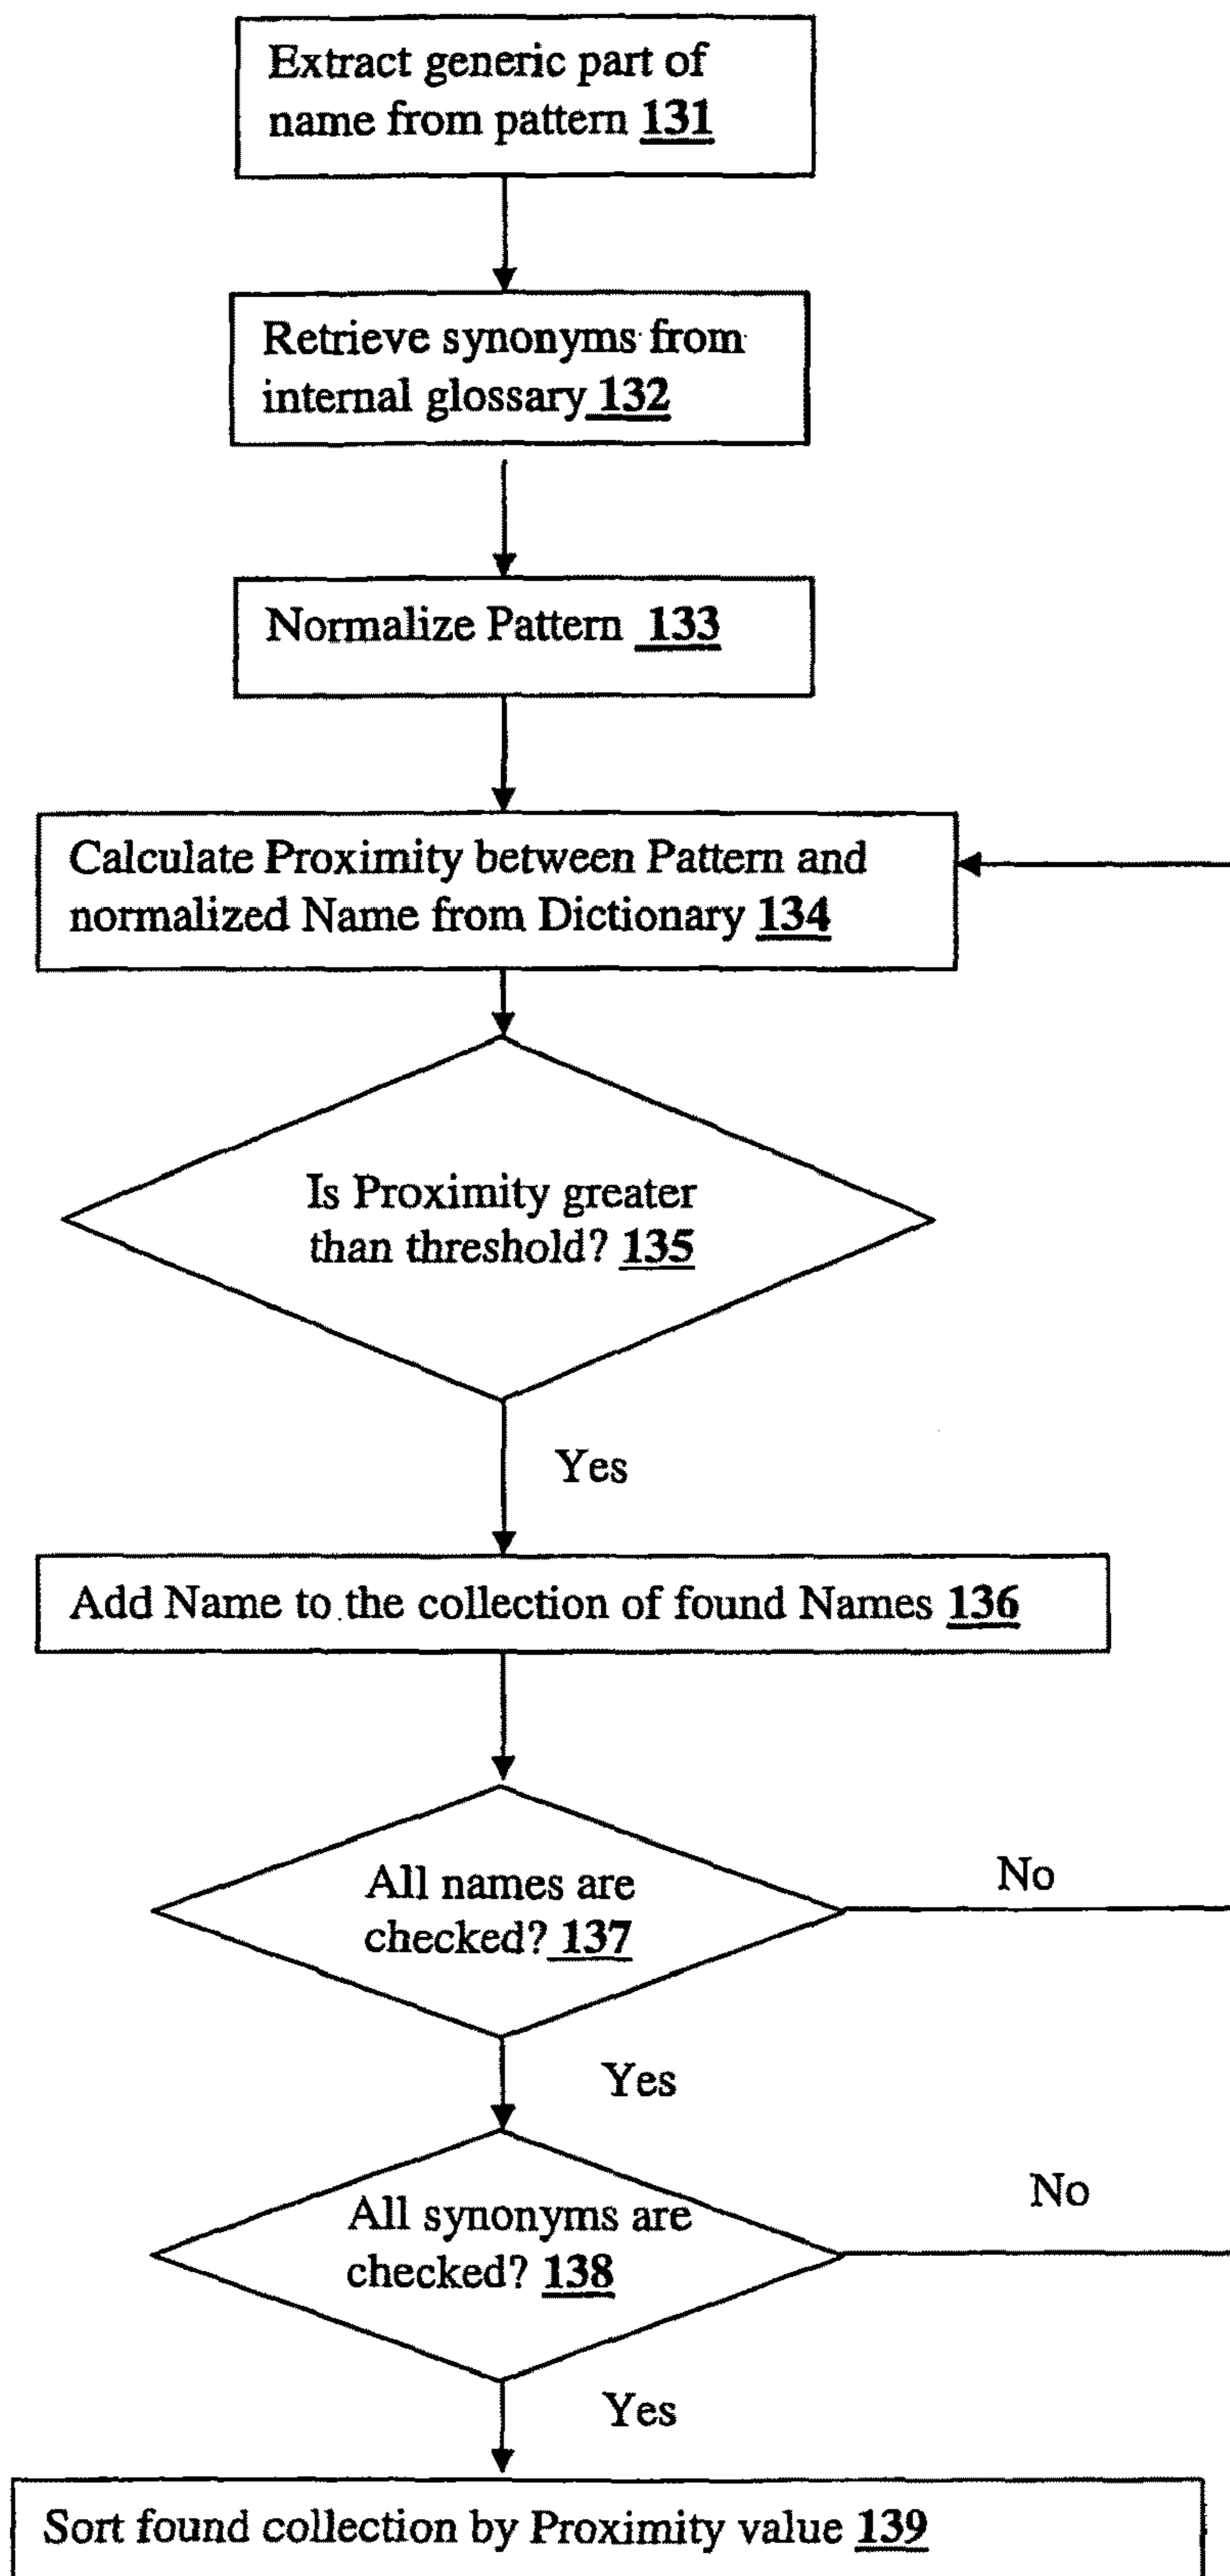 Extract generic part of
name from pattern 131
Retrieve synonyms from
internal glossary 132
Normalize Pattern 133
Calculate Proximity between Pattern and
normalized Name from Dictionary 134
Is Proximity greater
than threshold? 135
Yes
Add Name to the collection of found Names 136
All names are
checked? 137
No
Yes
All synonyms are
checked? 138
No
Yes
Sort found collection by Proximity value 139